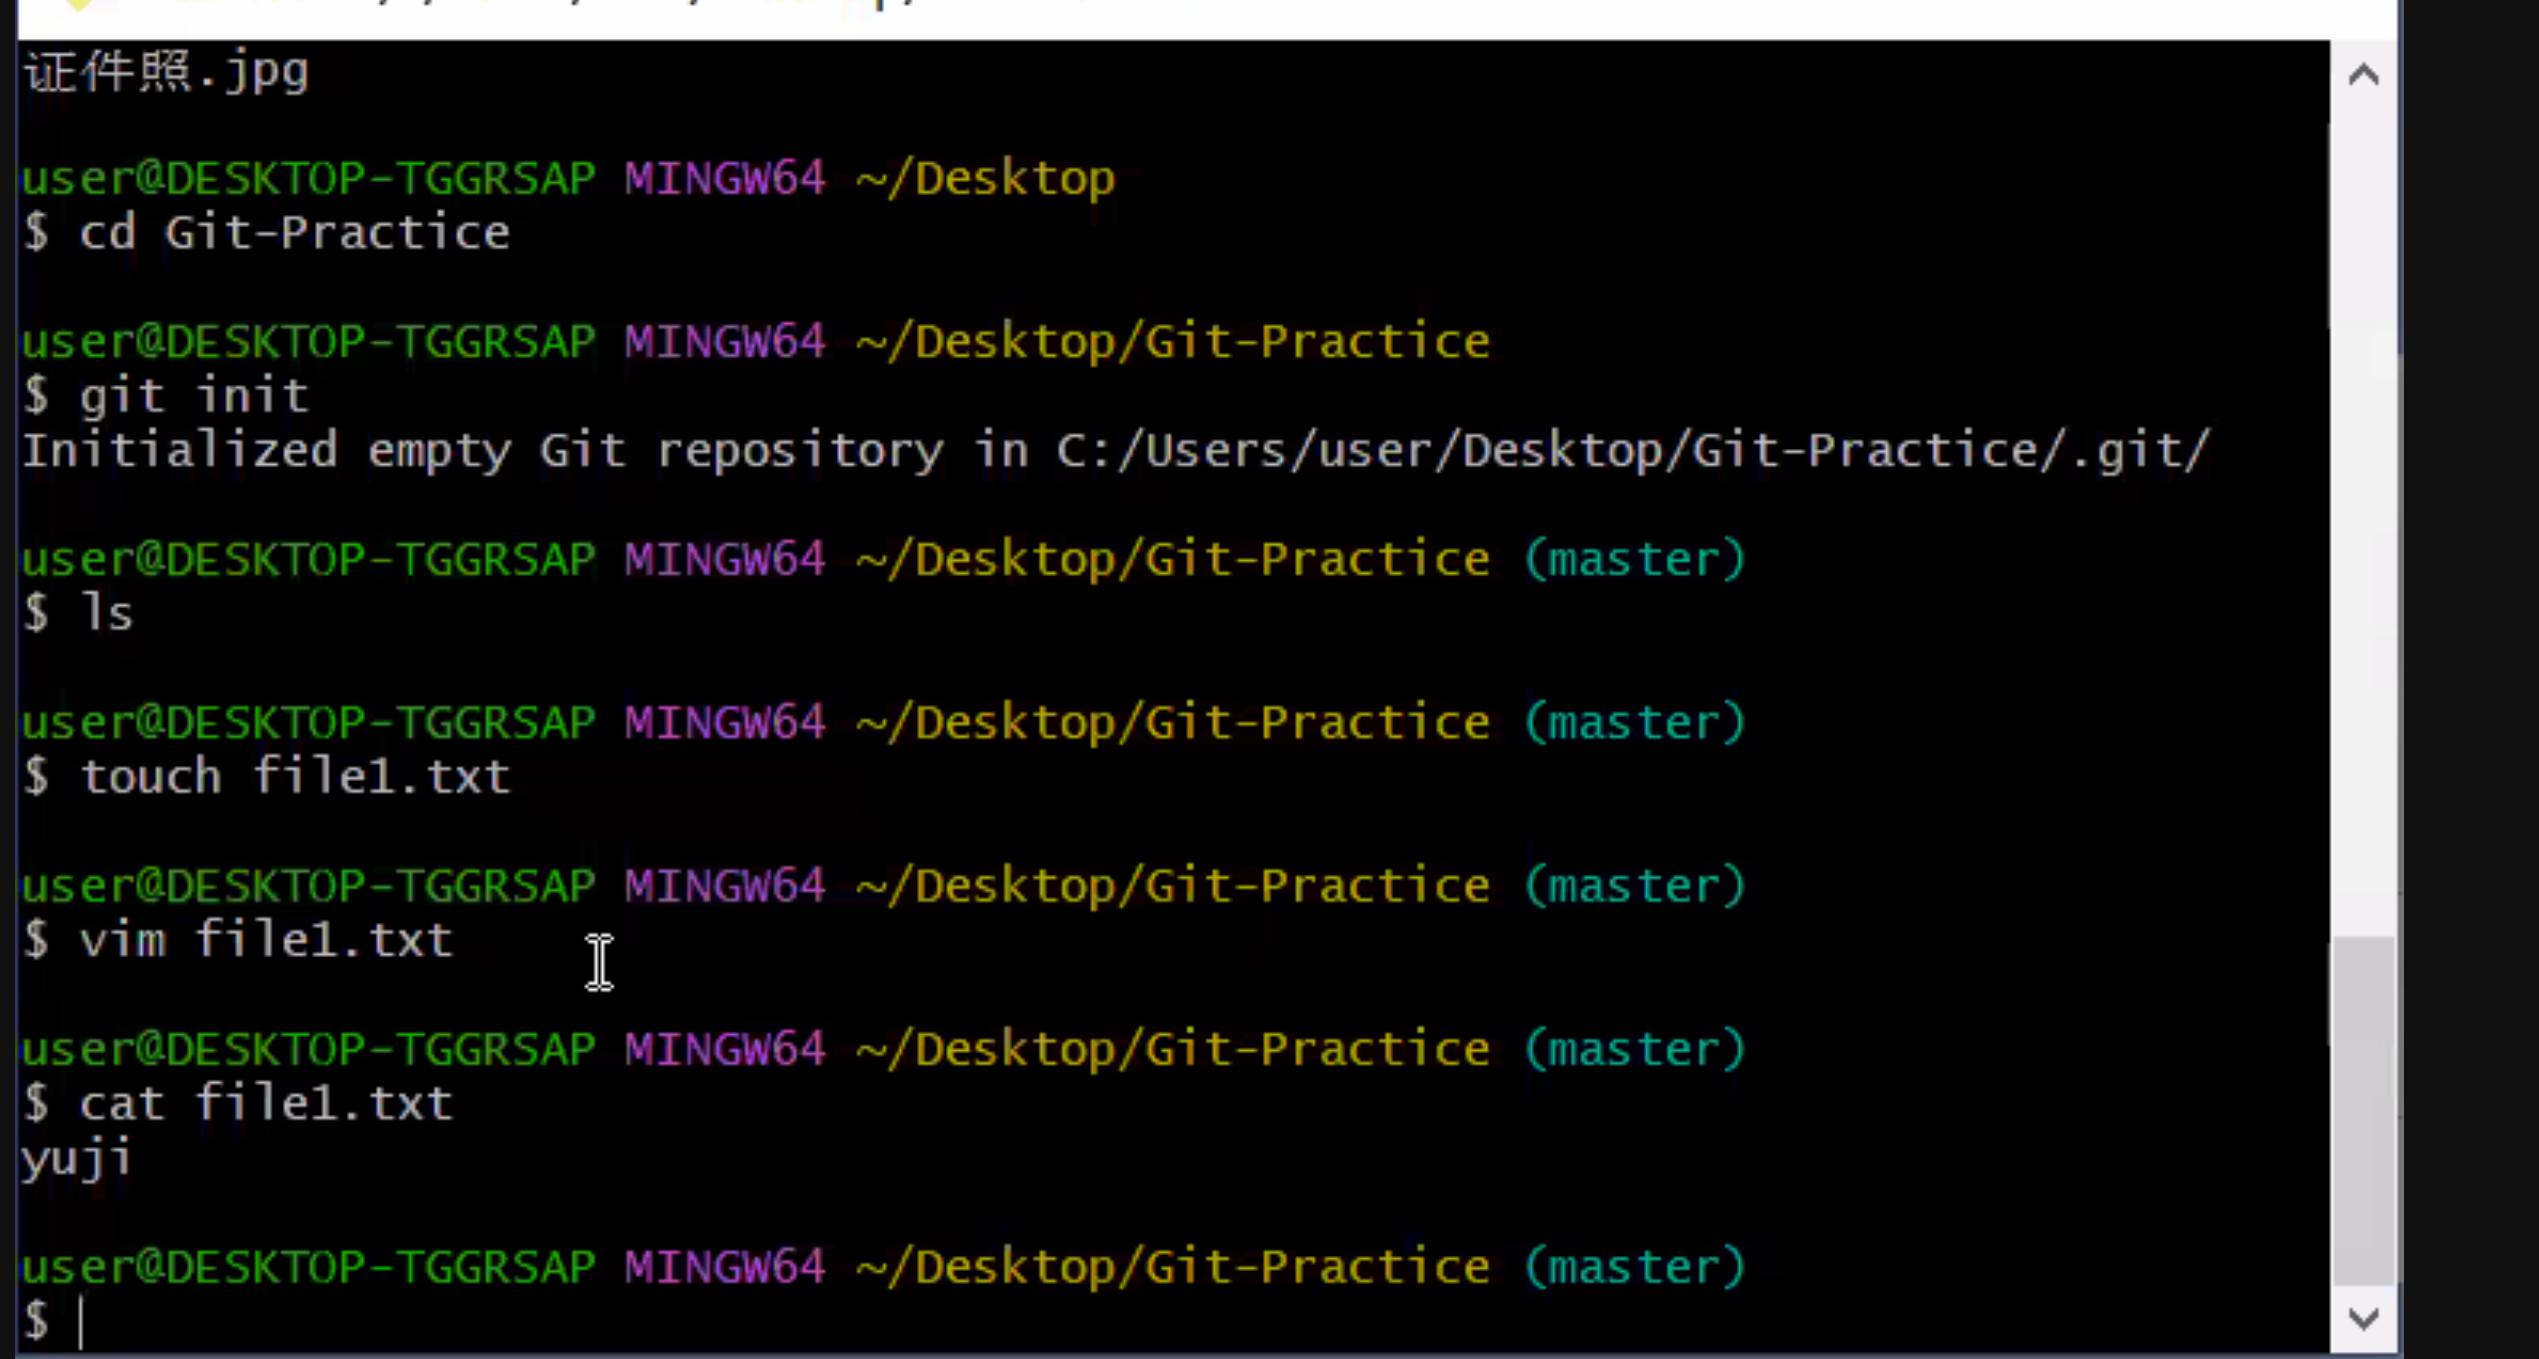 证件照.jpg
user@DESKTOP-TGGRSAP MINGW64 ~/Desktop
$ cd Git-Practice
user@DESKTOP-TGGRSAP MINGW64 ~/Desktop/Git-Practice
$ git init
Initialized empty Git repository in C:/Users/user/Desktop/Git-Practice/.git/
user@DESKTOP-TGGRSAP MINGW64 ~/Desktop/Git-Practice (master)
$ ls
user@DESKTOP-TGGRSAP MINGW64 ~/Desktop/Git-Practice (master)
$ touch file1.txt
user@DESKTOP-TGGRSAP MINGW64 ~/Desktop/Git-Practice (master)
$ vim file1.txt
user@DESKTOP-TGGRSAP MINGW64 ~/Desktop/Git-Practice (master)
$ cat file1.txt
yuji
user@DESKTOP-TGGRSAP MINGW64 ~/Desktop/Git-Practice (master)
$